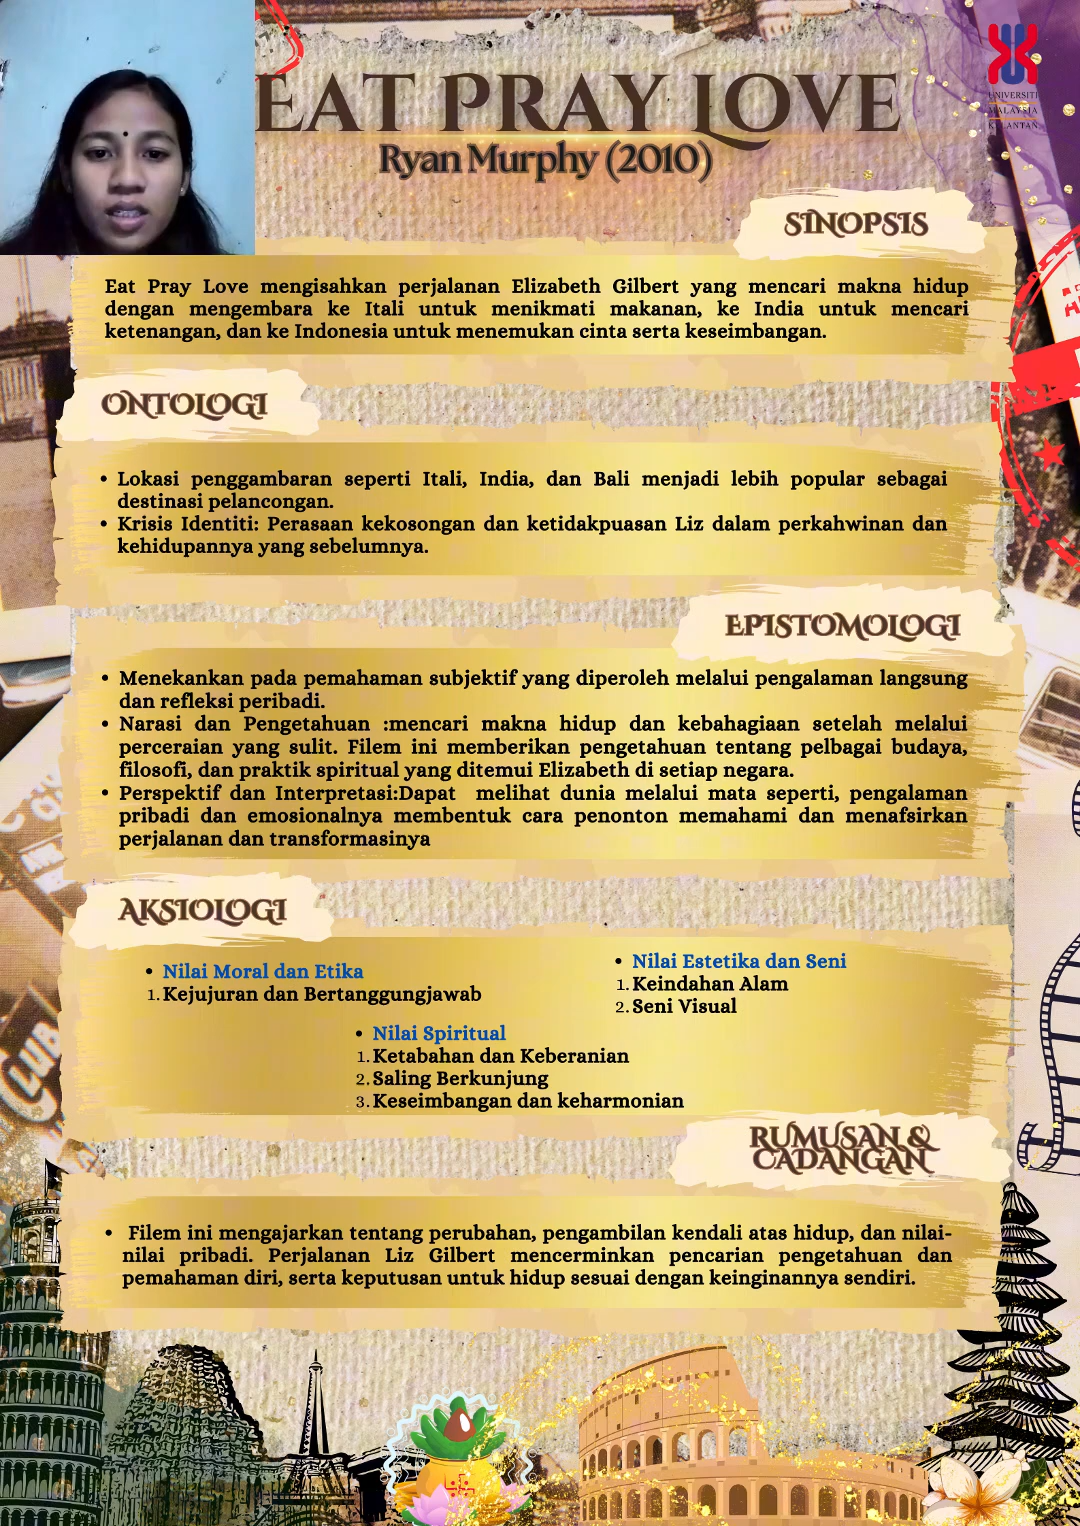 EAT PRAY LOVE
Ryan Murphy (2010)
UNIVERSITI
MALAYSIA
KELANTAN
SINOPSIS
Eat Pray Love mengisahkan perjalanan Elizabeth Gilbert yang mencari makna hidup
dengan mengembara ke Itali untuk menikmati makanan, ke India untuk mencari
ketenangan, dan ke Indonesia untuk menemukan cinta serta keseimbangan.
ONTOLOGI
• Lokasi penggambaran seperti Itali, India, dan Bali menjadi lebih popular sebagai
destinasi pelancongan.
• Krisis Identiti: Perasaan kekosongan dan ketidakpuasan Liz dalam perkahwinan dan
kehidupannya yang sebelumnya.
EPISTOMOLOGI
• Menekankan pada pemahaman subjektif yang diperoleh melalui pengalaman langsung
dan refleksi peribadi.
• Narasi dan Pengetahuan :mencari makna hidup dan kebahagiaan setelah melalui
perceraian yang sulit. Filem ini memberikan pengetahuan tentang pelbagai budaya,
filosofi, dan praktik spiritual yang ditemui Elizabeth di setiap negara.
• Perspektif dan Interpretasi:Dapat melihat dunia melalui mata seperti, pengalaman
pribadi dan emosionalnya membentuk cara penonton memahami dan menafsirkan
perjalanan dan transformasinya
AKSIOLOGI
• Nilai Moral dan Etika
1. Kejujuran dan Bertanggungjawab
• Nilai Estetika dan Seni
1. Keindahan Alam
2. Seni Visual
• Nilai Spiritual
1. Ketabahan dan Keberanian
2. Saling Berkunjung
3. Keseimbangan dan keharmonian
RUMUSAN &
CADANGAN
• Filem ini mengajarkan tentang perubahan, pengambilan kendali atas hidup, dan nilai-
nilai pribadi. Perjalanan Liz Gilbert mencerminkan pencarian pengetahuan dan
pemahaman diri, serta keputusan untuk hidup sesuai dengan keinginannya sendiri.
CLUB